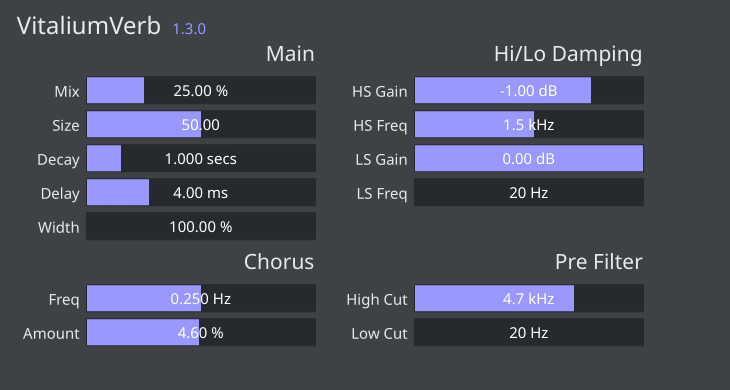 VitaliumVerb 1.3.0
Main
Mix 25.00 %
Size 50.00
Decay 1.000 secs
Delay 4.00 ms
Width 100.00 %
Chorus
Freq 0.250 Hz
Amount 4.60 %
Hi/Lo Damping
HS Gain -1.00 dB
HS Freq 1.5 kHz
LS Gain 0.00 dB
LS Freq 20 Hz
Pre Filter
High Cut 4.7 kHz
Low Cut 20 Hz